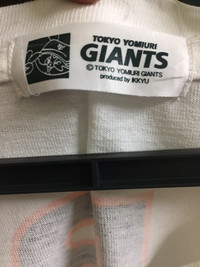 TOKYO YOMIURI
GIANTS
© TOKYO YOMIURI GIANTS
produced by IKKYU